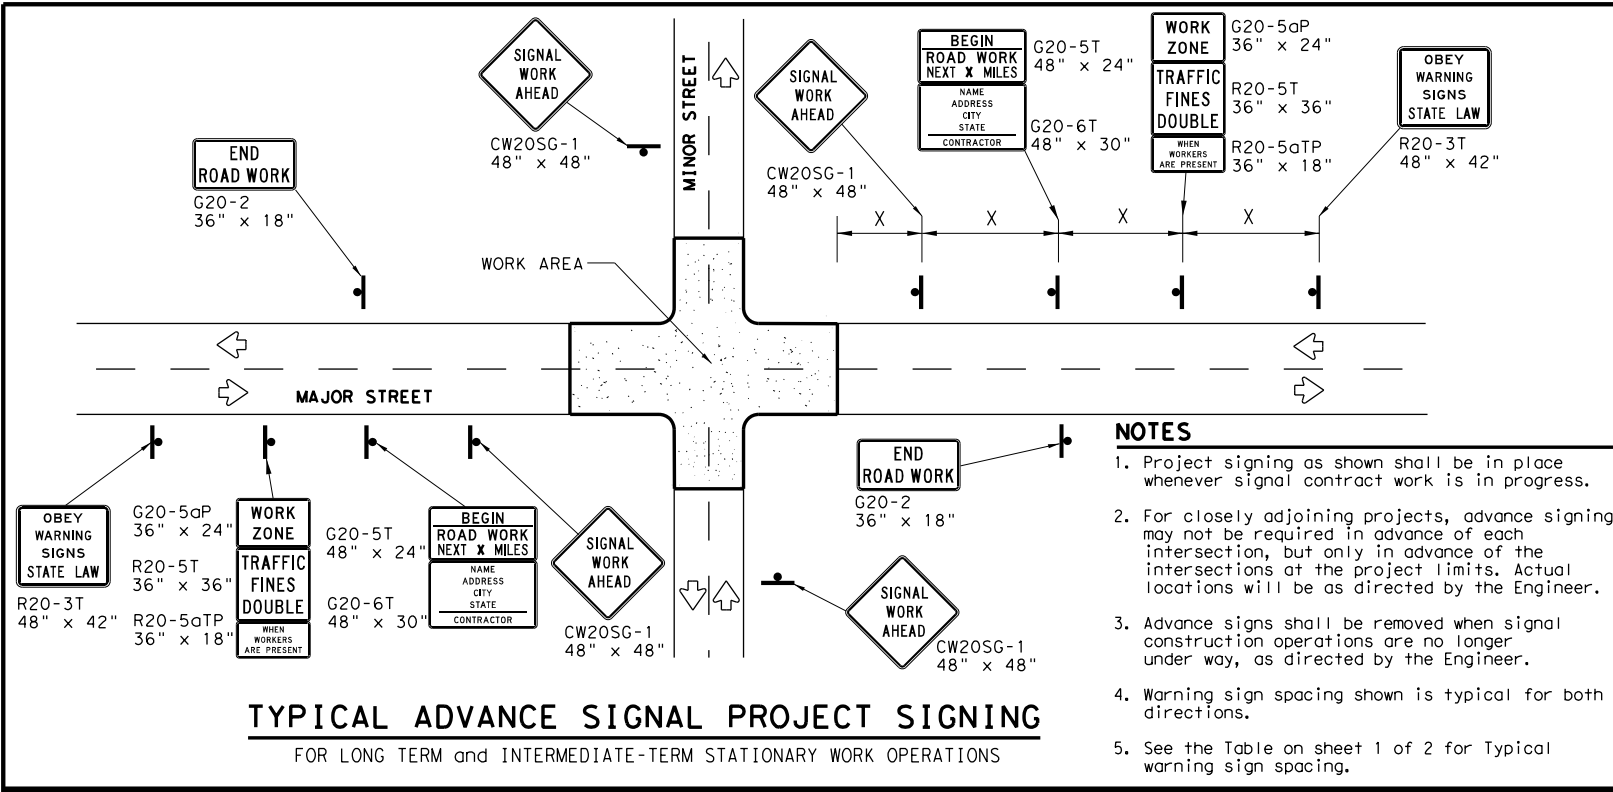 SIGNAL
WORK
AHEAD
CW20SG-1
48" x 48"
MINOR STREET
SIGNAL
WORK
AHEAD
CW20SG-1
48" x 48"
BEGIN
ROAD WORK
NEXT X MILES
NAME
ADDRESS
CITY
STATE
CONTRACTOR
G20-5T
48" x 24"
G20-6T
48" x 30"
WORK
ZONE
TRAFFIC
FINES
DOUBLE
WHEN
WORKERS
ARE PRESENT
G20-5aP
36" x 24"
R20-5T
36" x 36"
R20-5aTP
36" x 18"
OBEY
WARNING
SIGNS
STATE LAW
R20-3T
48" x 42"
END
ROAD WORK
G20-2
36" x 18"
X
X
X
X
WORK AREA
MAJOR STREET
OBEY
WARNING
SIGNS
STATE LAW
R20-3T
48" x 42"
G20-5aP
36" x 24"
R20-5T
36" x 36"
R20-5aTP
36" x 18"
WORK
ZONE
TRAFFIC
FINES
DOUBLE
WHEN
WORKERS
ARE PRESENT
G20-5T
48" x 24"
G20-6T
48" x 30"
BEGIN
ROAD WORK
NEXT X MILES
NAME
ADDRESS
CITY
STATE
CONTRACTOR
SIGNAL
WORK
AHEAD
CW20SG-1
48" x 48"
END
ROAD WORK
G20-2
36" x 18"
SIGNAL
WORK
AHEAD
CW20SG-1
48" x 48"
TYPICAL ADVANCE SIGNAL PROJECT SIGNING
FOR LONG TERM and INTERMEDIATE-TERM STATIONARY WORK OPERATIONS
NOTES
1. Project signing as shown shall be in place
whenever signal contract work is in progress.
2. For closely adjoining projects, advance signing
may not be required in advance of each
intersection, but only in advance of the
intersections at the project limits. Actual
locations will be as directed by the Engineer.
3. Advance signs shall be removed when signal
construction operations are no longer
under way, as directed by the Engineer.
4. Warning sign spacing shown is typical for both
directions.
5. See the Table on sheet 1 of 2 for Typical
warning sign spacing.